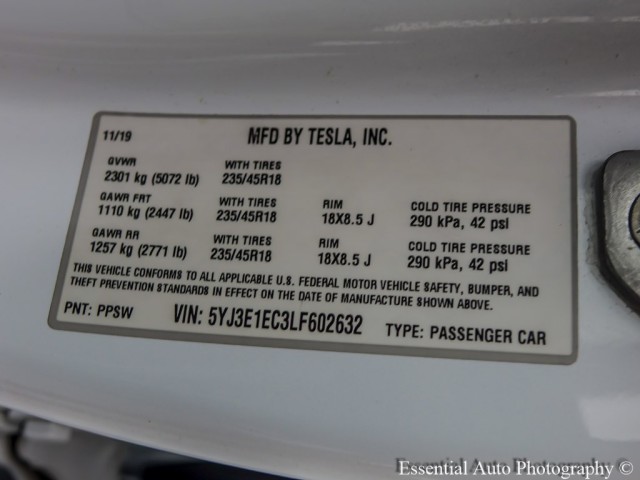 11/19 MFD BY TESLA, INC.
GVWR WITH TIRES
2301 kg (5072 lb) 235/45R18
GAWR FRT WITH TIRES RIM COLD TIRE PRESSURE
1110 kg (2447 lb) 235/45R18 18X8.5 J 290 kPa, 42 psi
GAWR RR WITH TIRES RIM COLD TIRE PRESSURE
1257 kg (2771 lb) 235/45R18 18X8.5 J 290 kPa, 42 psi
THIS VEHICLE CONFORMS TO ALL APPLICABLE U.S. FEDERAL MOTOR VEHICLE SAFETY, BUMPER, AND
THEFT PREVENTION STANDARDS IN EFFECT ON THE DATE OF MANUFACTURE SHOWN ABOVE.
PNT: PPSW VIN: 5YJ3E1EC3LF602632 TYPE: PASSENGER CAR
Essential Auto Photography ©